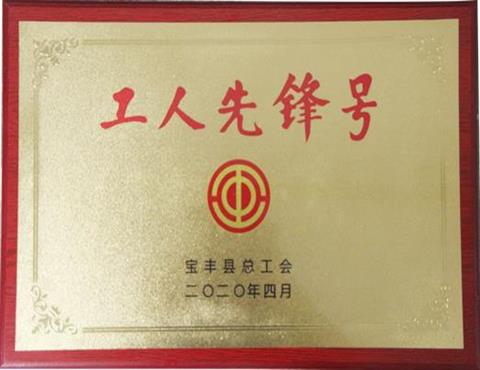 工人先锋号
宝丰县总工会
二〇二〇年四月